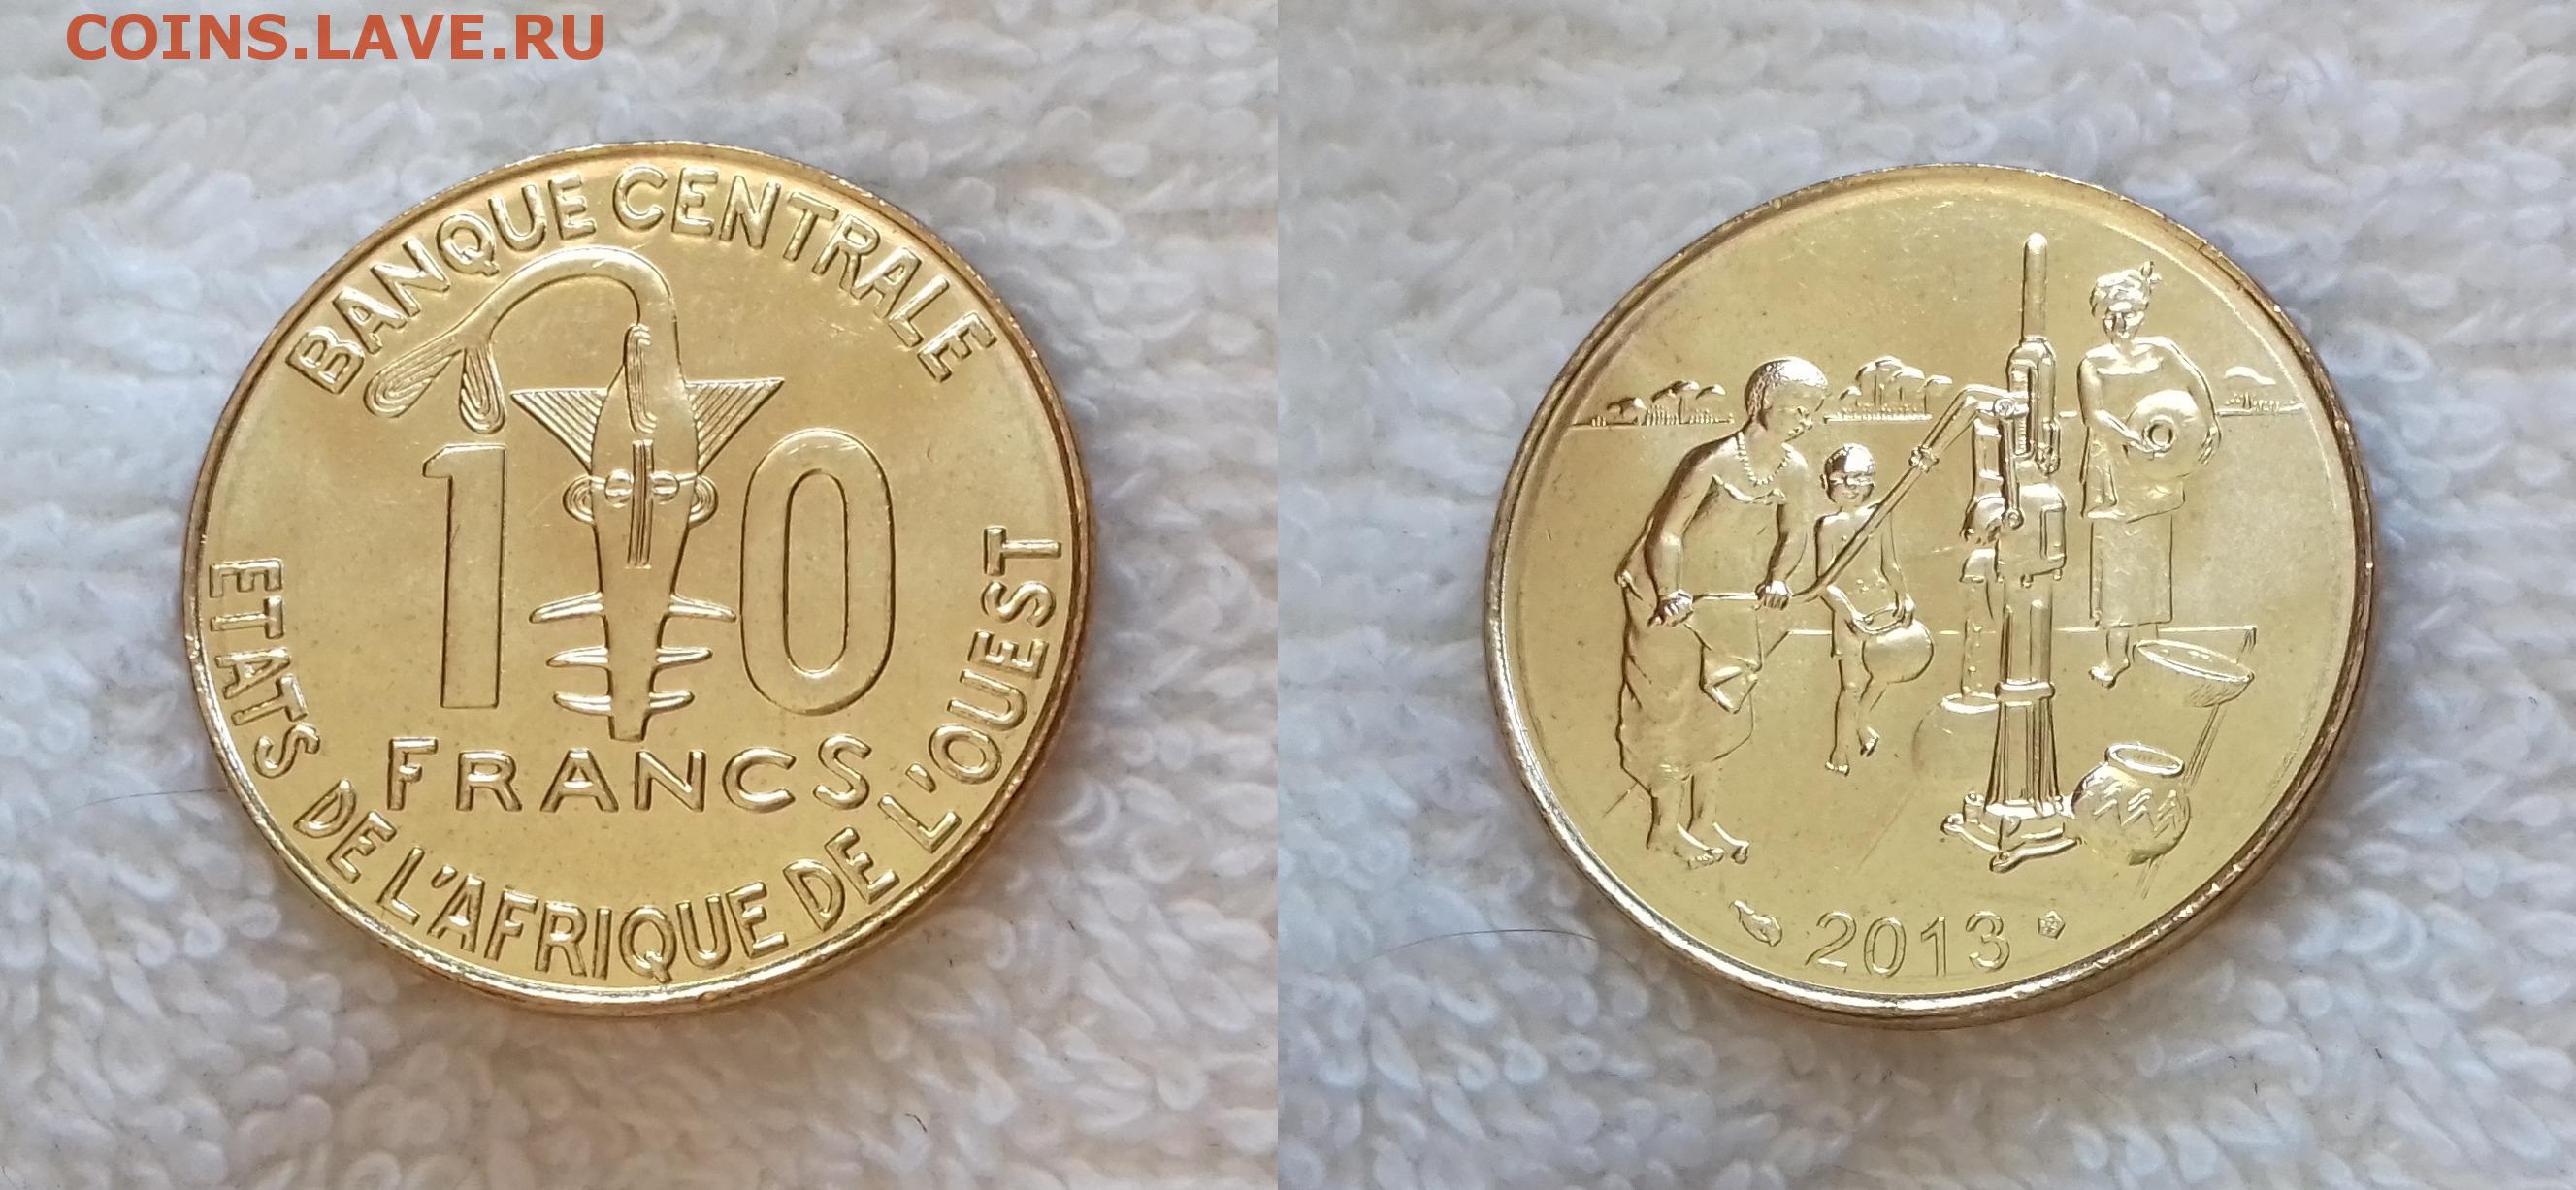 COINS.LAVE.RU
BANQUE CENTRALE
10
FRANCS
ETATS DE L'AFRIQUE DE L'OUEST
2013